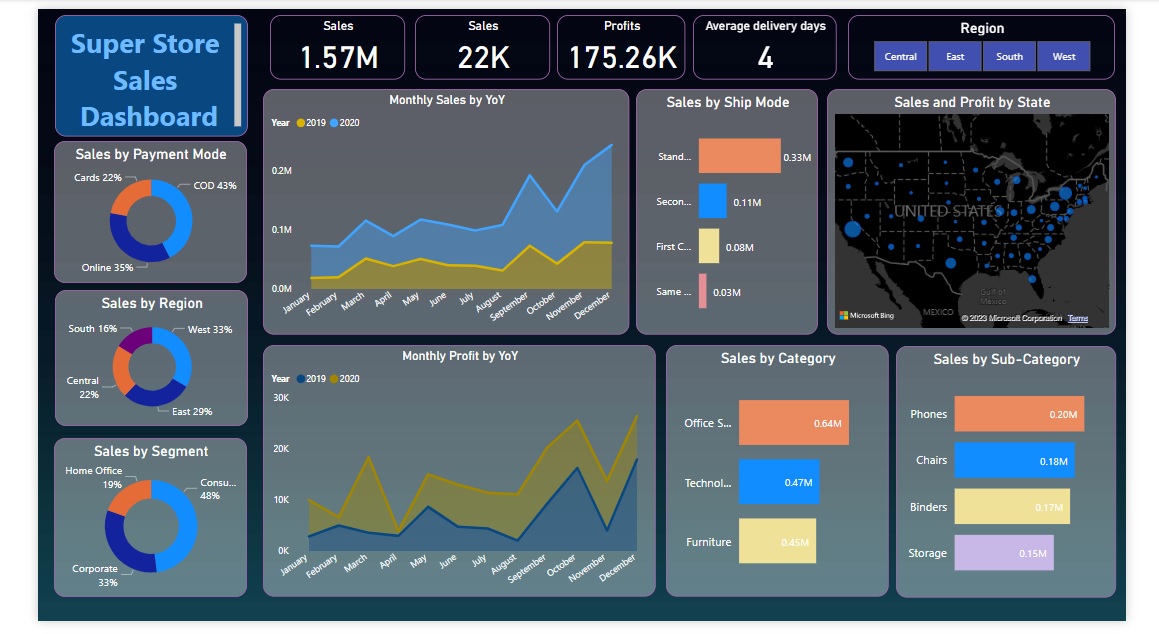 Super Store
Sales
Dashboard
Sales
1.57M
Sales
22K
Profits
175.26K
Average delivery days
4
Region
Central
East
South
West
Sales by Payment Mode
Cards 22%
COD 43%
Online 35%
Sales by Region
South 16%
West 33%
Central
22%
East 29%
Sales by Segment
Home Office
19%
Consu...
48%
Corporate
33%
Monthly Sales by YoY
Year 2019 2020
0.2M
0.1M
0.0M
January
February
March
April
May
June
July
August
September
October
November
December
Sales by Ship Mode
Stand...
0.33M
Secon...
0.11M
First C...
0.08M
Same ...
0.03M
Sales and Profit by State
UNITED STATES
Gulf of
Mexico
MEXICO
Microsoft Bing
© 2023 Microsoft Corporation Terms
Monthly Profit by YoY
Year 2019 2020
30K
20K
10K
0K
January
February
March
April
May
June
July
August
September
October
November
December
Sales by Category
Office S...
0.64M
Technol...
0.47M
Furniture
0.45M
Sales by Sub-Category
Phones
0.20M
Chairs
0.18M
Binders
0.17M
Storage
0.15M